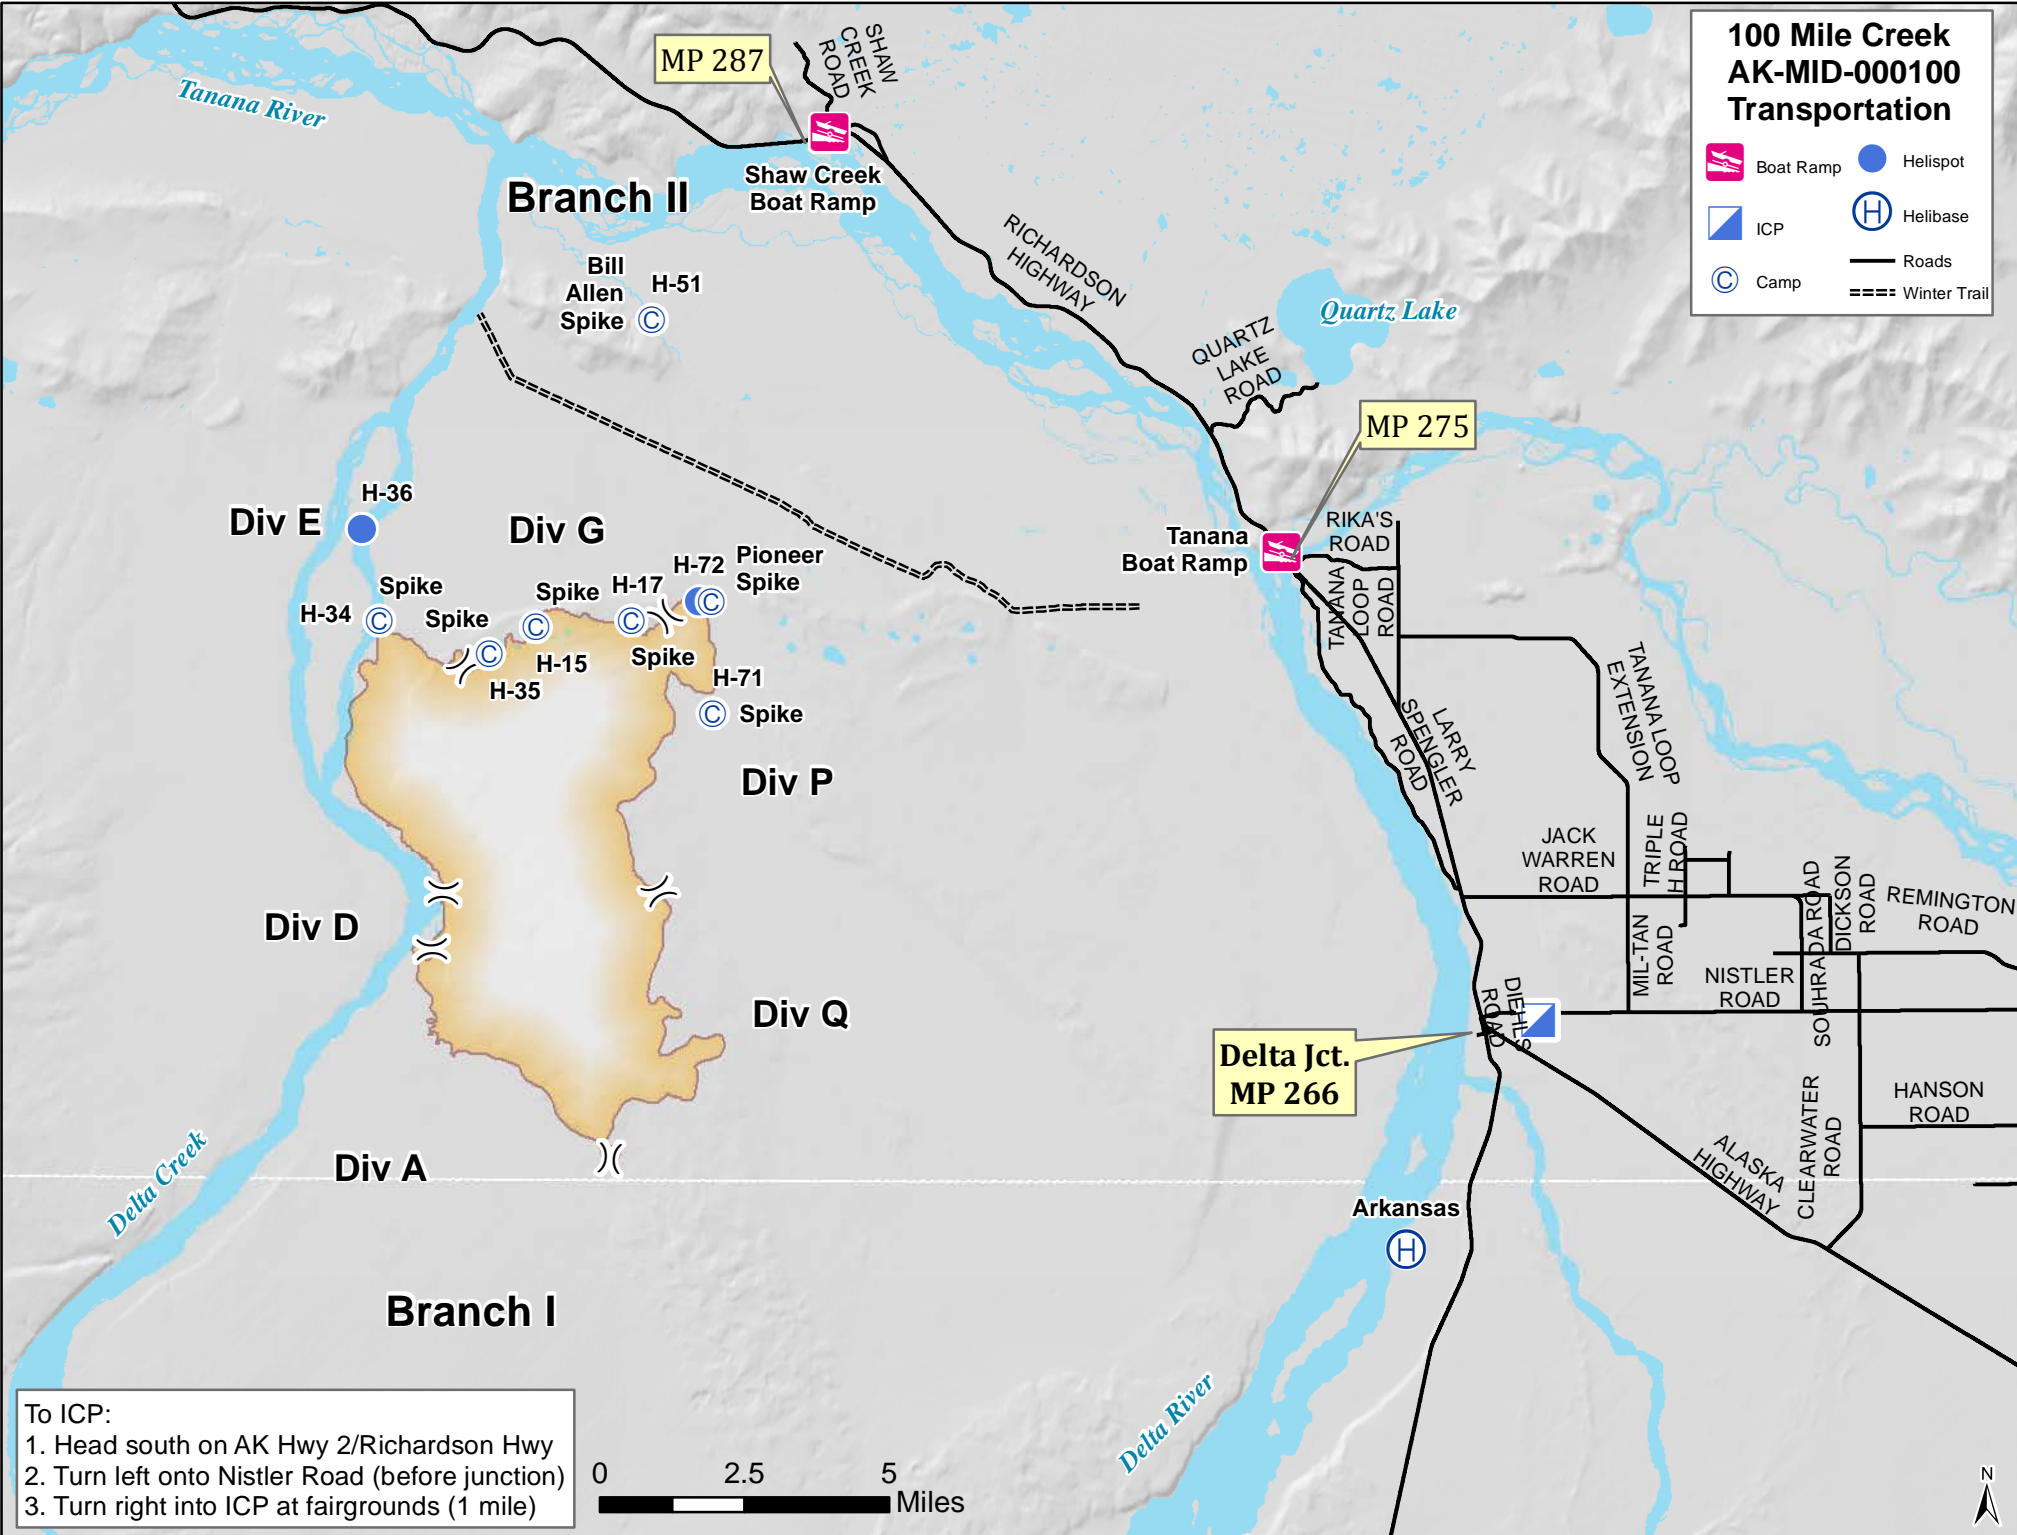 100 Mile Creek
AK-MID-000100
Transportation
Boat Ramp
Helispot
ICP
Helibase
Camp
Roads
Winter Trail
MP 287
SHAW
CREEK
ROAD
Tanana River
Shaw Creek
Boat Ramp
Branch II
RICHARDSON
HIGHWAY
Bill
Allen
Spike
H-51
Quartz Lake
QUARTZ
LAKE
ROAD
MP 275
H-36
Div E
Div G
Tanana
Boat Ramp
RIKA'S
ROAD
TANANA
LOOP
ROAD
H-72
Pioneer
Spike
Spike
H-34
Spike
Spike
H-17
H-15
H-35
Spike
H-71
Spike
TANANA LOOP
EXTENSION
LARRY
SPENGLER
ROAD
Div P
JACK
WARREN
ROAD
TRIPLE
H ROAD
SOUHRADA ROAD
DICKSON
ROAD
REMINGTON
ROAD
Div D
MIL-TAN
ROAD
NISTLER
ROAD
DIEHLS
ROAD
Div Q
Delta Jct.
MP 266
CLEARWATER
ROAD
HANSON
ROAD
ALASKA
HIGHWAY
Delta Creek
Div A
Arkansas
Branch I
Delta River
To ICP:
1. Head south on AK Hwy 2/Richardson Hwy
2. Turn left onto Nistler Road (before junction)
3. Turn right into ICP at fairgrounds (1 mile)
0 2.5 5
Miles
N